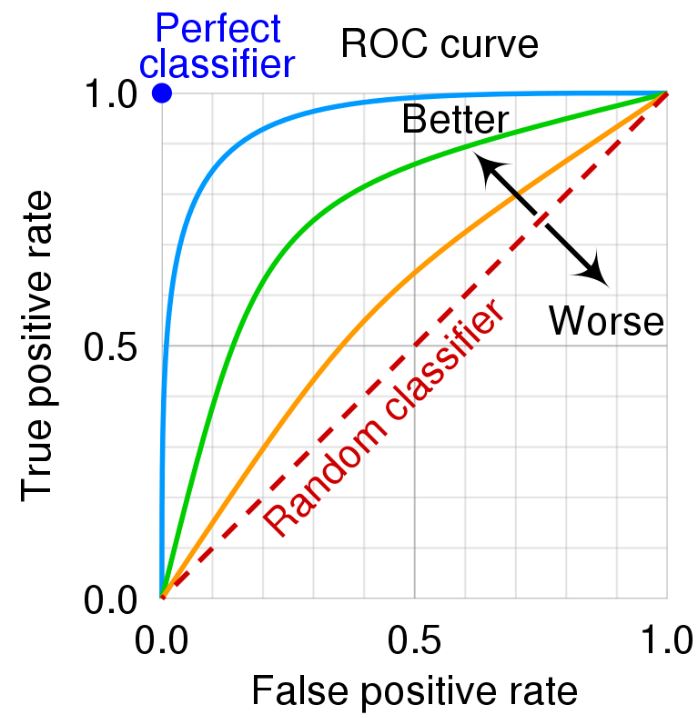 Perfect
classifier
ROC curve
1.0
Better
True positive rate
0.5
Worse
Random classifier
0.0
0.0
0.5
1.0
False positive rate